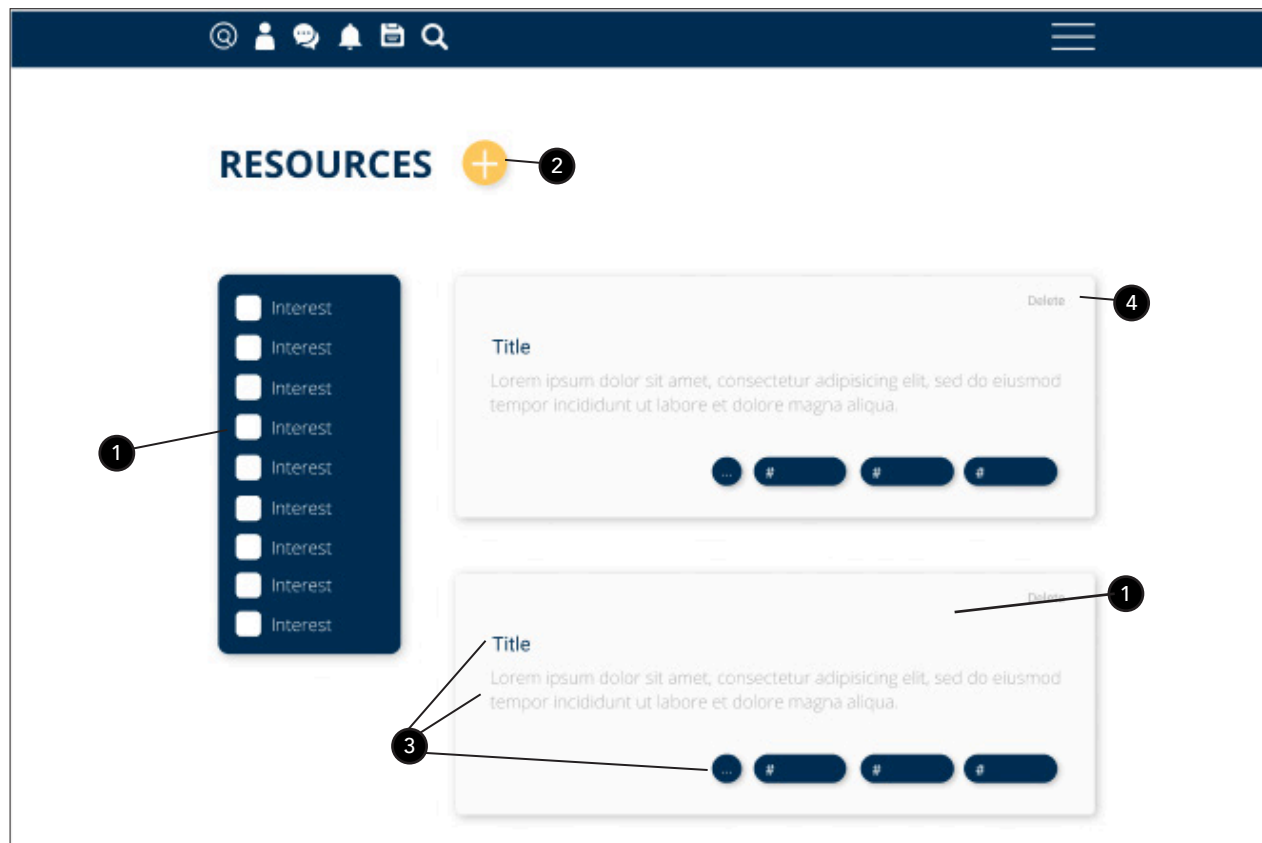 RESOURCES
2
Interest
Interest
Interest
Interest
Interest
Interest
Interest
Interest
Interest
1
Delete
4
Title
Lorem ipsum dolor sit amet, consectetur adipisicing elit, sed do eiusmod
tempor incididunt ut labore et dolore magna aliqua.
... # # #
Delete
1
Title
Lorem ipsum dolor sit amet, consectetur adipisicing elit, sed do eiusmod
tempor incididunt ut labore et dolore magna aliqua.
3
... # # #